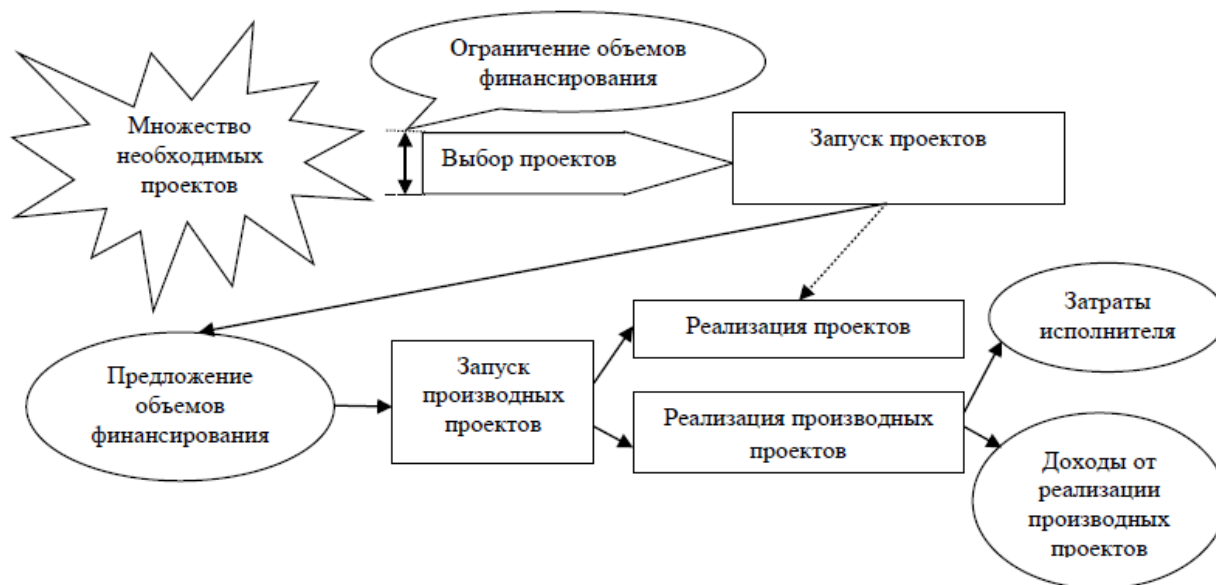 Ограничение объемов
финансирования
Множество
необходимых
проектов
Выбор проектов
Запуск проектов
Предложение
объемов
финансирования
Запуск
производных
проектов
Реализация проектов
Реализация производных
проектов
Затраты
исполнителя
Доходы от
реализации
производных
проектов